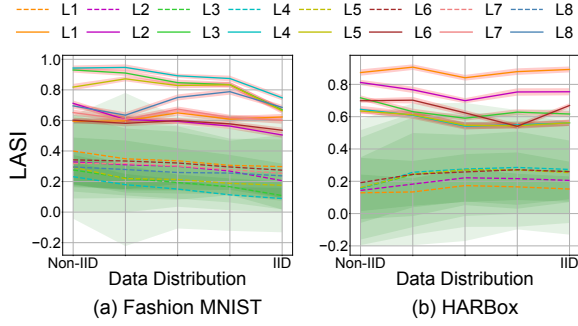 L1 L2 L3 L4 L5 L6 L7 L8
L1 L2 L3 L4 L5 L6 L7 L8
LASI
1.0
0.8
0.6
0.4
0.2
0.0
−0.2
Non-IID IID
Data Distribution
(a) Fashion MNIST
0.8
0.6
0.4
0.2
0.0
−0.2
Non-IID IID
Data Distribution
(b) HARBox